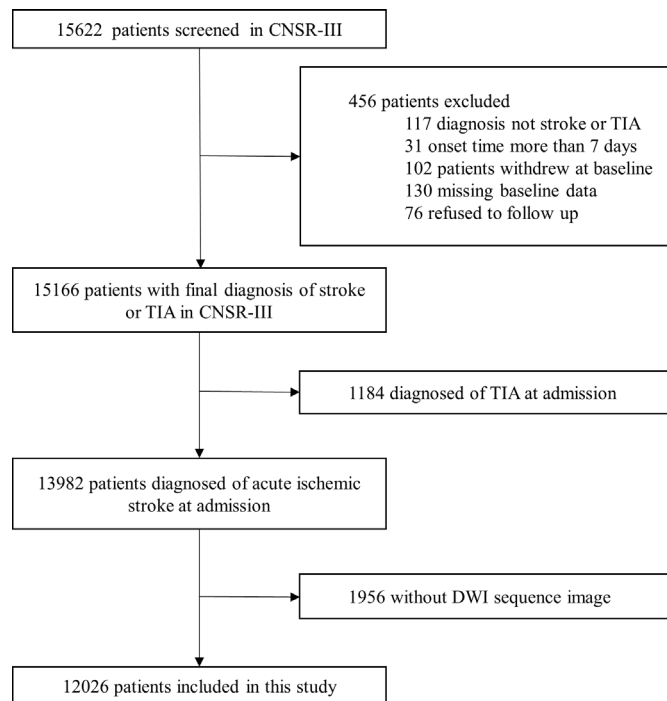 15622 patients screened in CNSR-III
456 patients excluded
117 diagnosis not stroke or TIA
31 onset time more than 7 days
102 patients withdrew at baseline
130 missing baseline data
76 refused to follow up
15166 patients with final diagnosis of stroke
or TIA in CNSR-III
1184 diagnosed of TIA at admission
13982 patients diagnosed of acute ischemic
stroke at admission
1956 without DWI sequence image
12026 patients included in this study